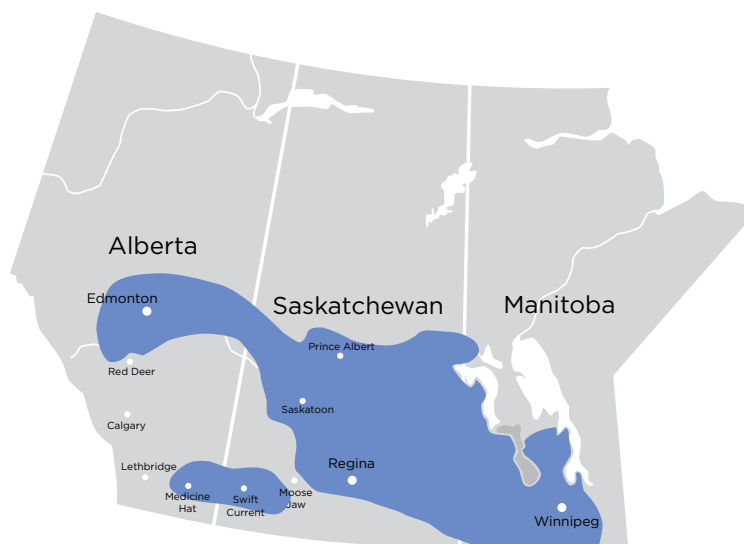 Alberta
Edmonton
Saskatchewan
Manitoba
Prince Albert
Red Deer
Saskatoon
Calgary
Lethbridge
Regina
Medicine
Hat
Swift
Current
Moose
Jaw
Winnipeg